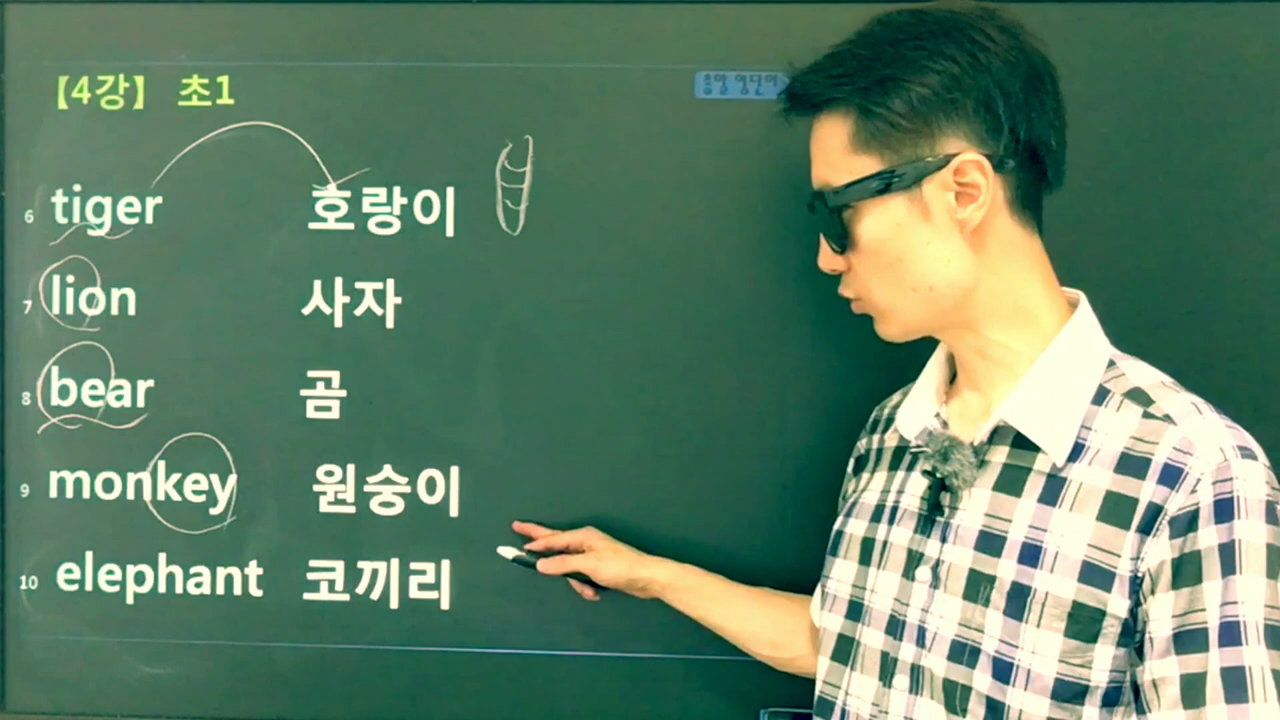 【4강】 초1
6 tiger 호랑이
7 lion 사자
8 bear 곰
9 monkey 원숭이
10 elephant 코끼리